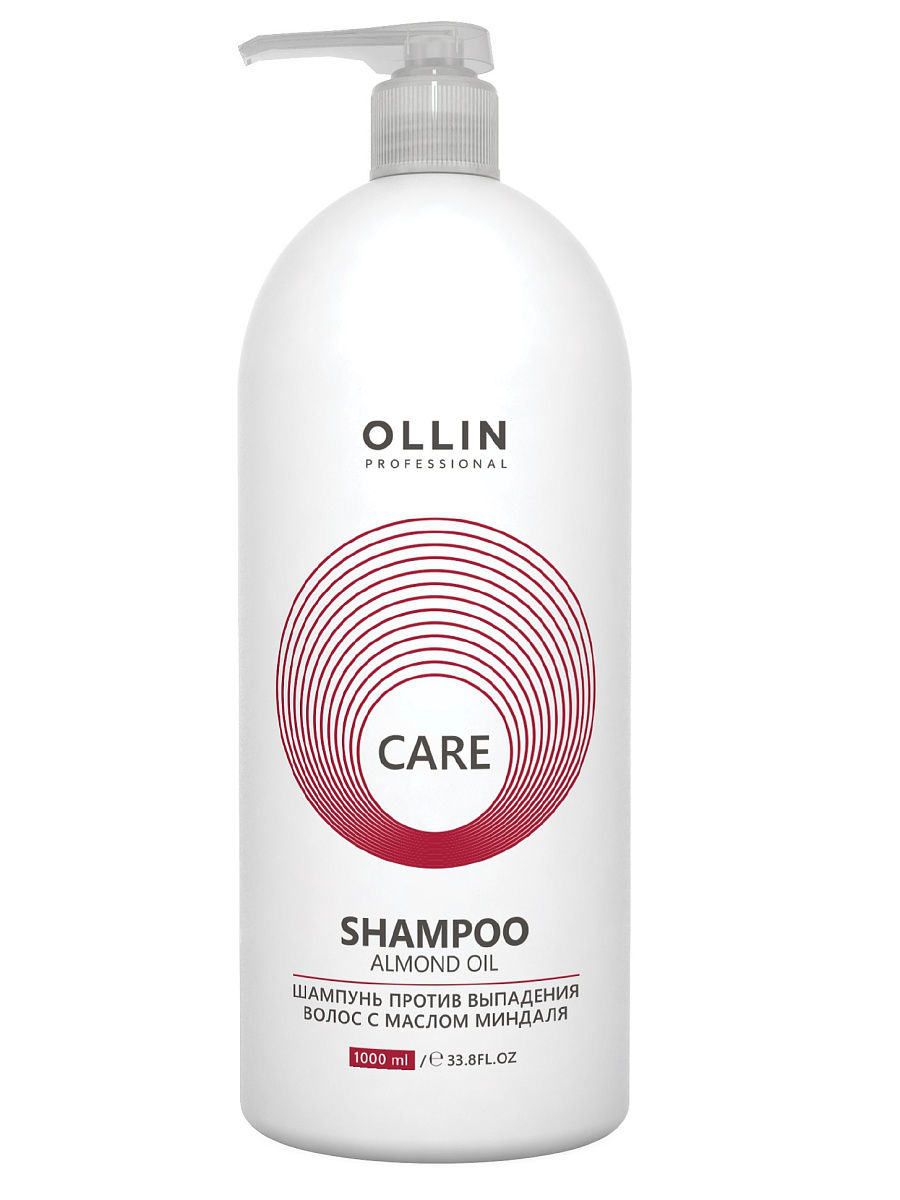 OLLIN
PROFESSIONAL
CARE
SHAMPOO
ALMOND OIL
ШАМПУНЬ ПРОТИВ ВЫПАДЕНИЯ
ВОЛОС С МАСЛОМ МИНДАЛЯ
1000 ml / ℮ 33.8FL.OZ